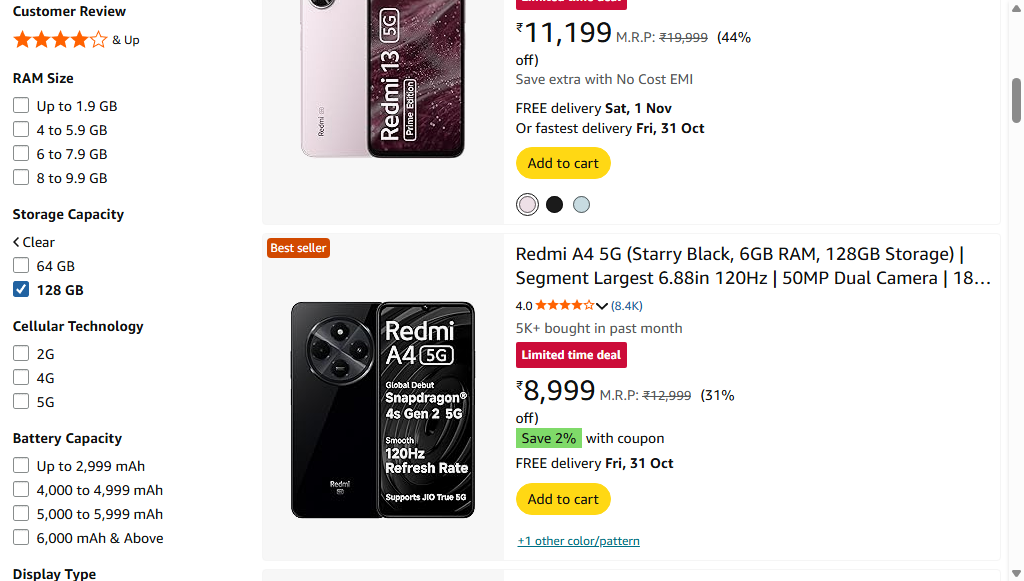 Customer Review
& Up
RAM Size
Up to 1.9 GB
4 to 5.9 GB
6 to 7.9 GB
8 to 9.9 GB
Storage Capacity
Clear
64 GB
128 GB
Cellular Technology
2G
4G
5G
Battery Capacity
Up to 2,999 mAh
4,000 to 4,999 mAh
5,000 to 5,999 mAh
6,000 mAh & Above
Display Type
Redmi
Redmi 13 5G
Prime Edition
Limited time deal
₹11,199 M.R.P: ₹19,999 (44%
off)
Save extra with No Cost EMI
FREE delivery Sat, 1 Nov
Or fastest delivery Fri, 31 Oct
Add to cart
Best seller
Redmi
A4 5G
Global Debut
Snapdragon®
4s Gen 2 5G
Smooth
120Hz
Refresh Rate
Supports JIO True 5G
Redmi
5G
Redmi A4 5G (Starry Black, 6GB RAM, 128GB Storage) |
Segment Largest 6.88in 120Hz | 50MP Dual Camera | 18…
4.0 (8.4K)
5K+ bought in past month
Limited time deal
₹8,999 M.R.P: ₹12,999 (31%
off)
Save 2% with coupon
FREE delivery Fri, 31 Oct
Add to cart
+1 other color/pattern